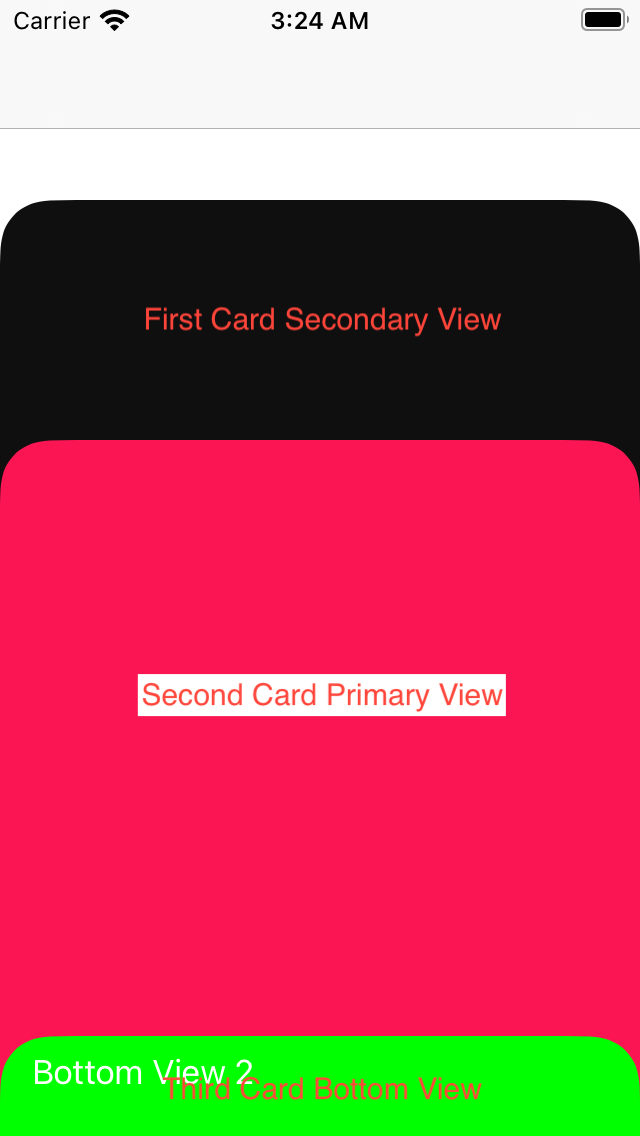 Carrier 3:24 AM
First Card Secondary View
Second Card Primary View
Bottom View 2
Third Card Bottom View